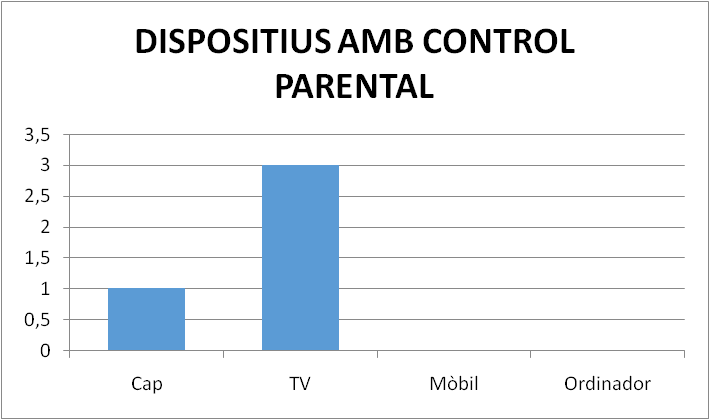 DISPOSITIUS AMB CONTROL
PARENTAL
3,5
3
2,5
2
1,5
1
0,5
0
Cap TV Mòbil Ordinador